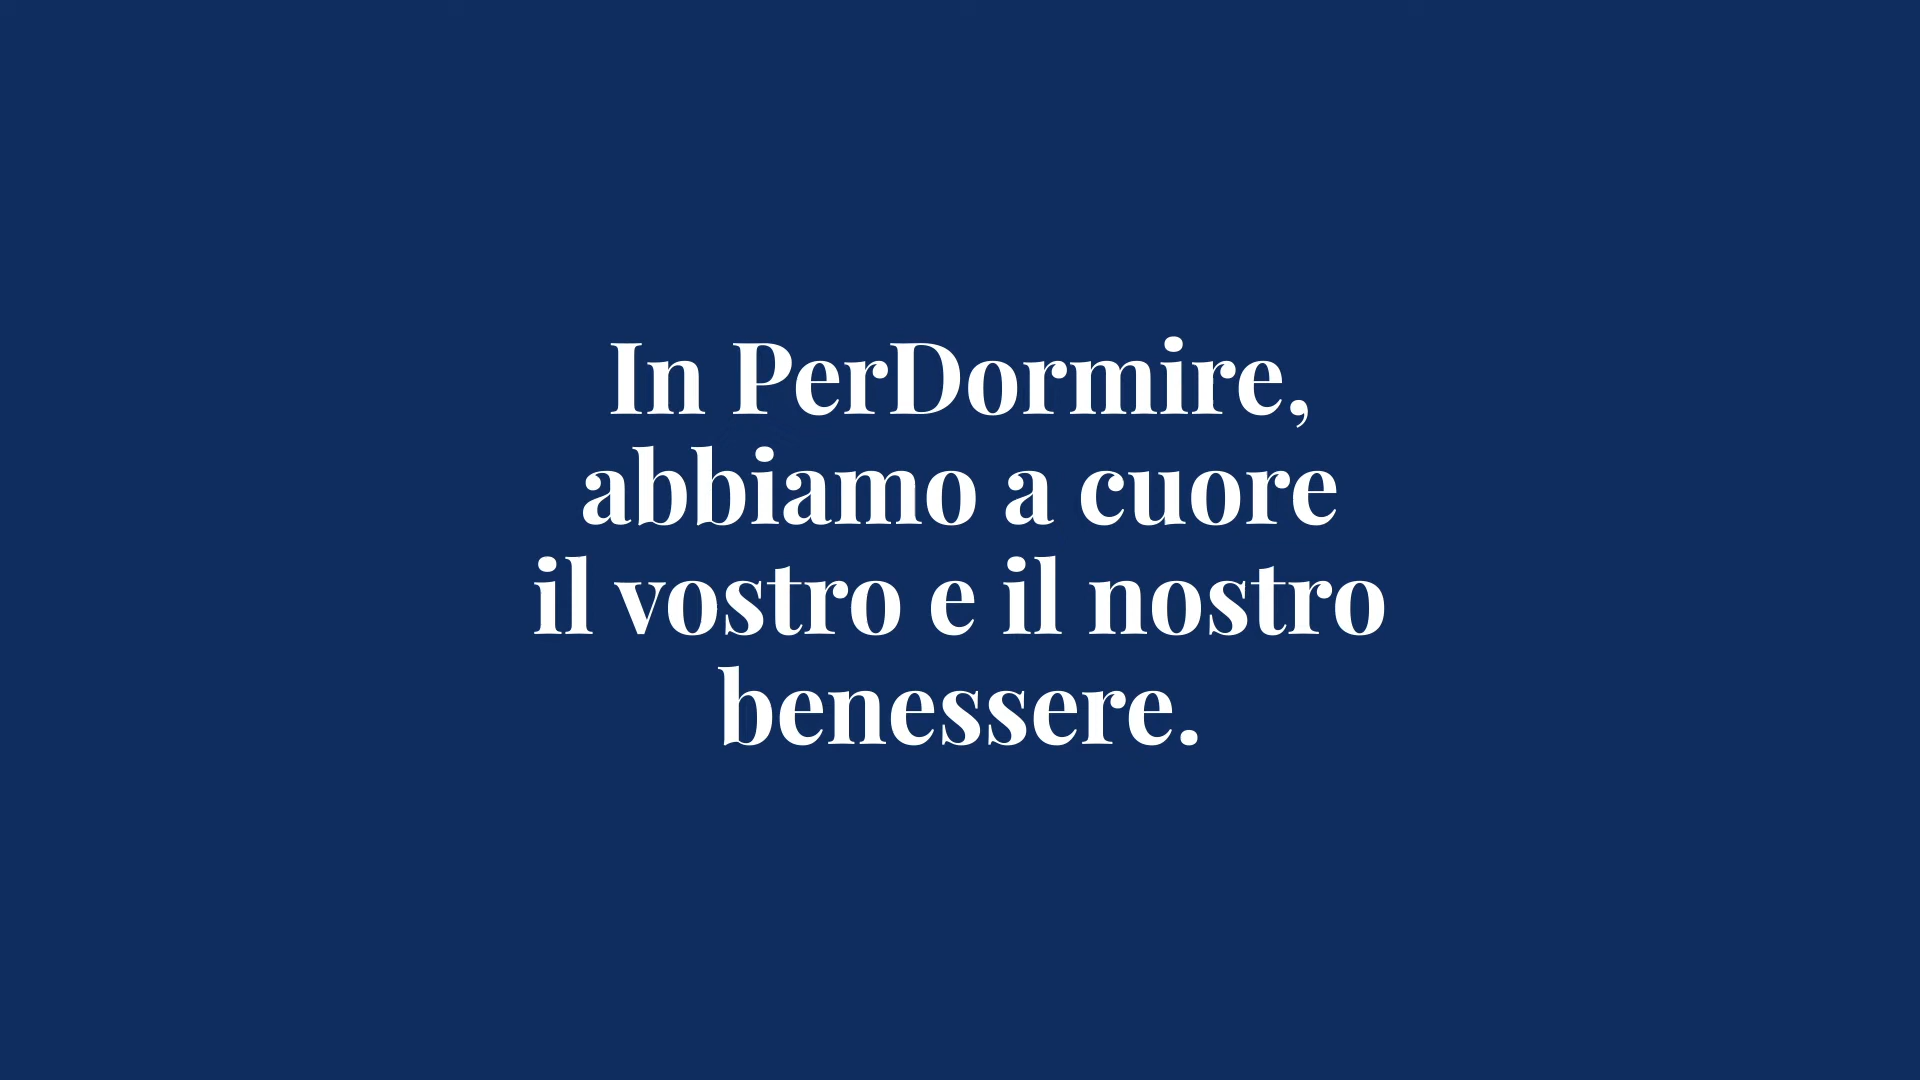 In PerDormire,
abbiamo a cuore
il vostro e il nostro
benessere.